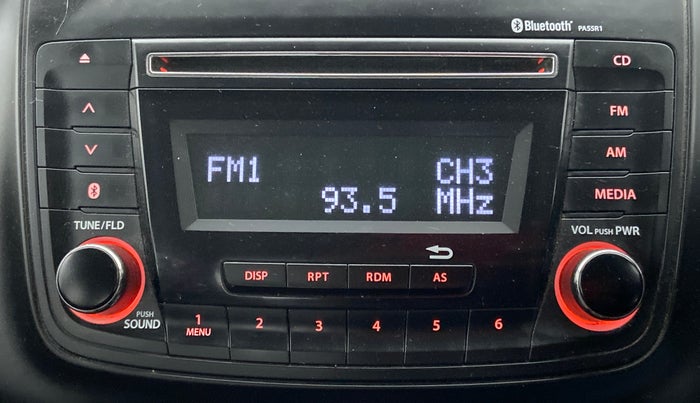 Bluetooth® PA5SR1
CD
FM
AM
MEDIA
FM1 CH3
93.5 MHz
TUNE/FLD
VOL PUSH PWR
DISP RPT RDM AS
PUSH
SOUND
1 2 3 4 5 6
MENU